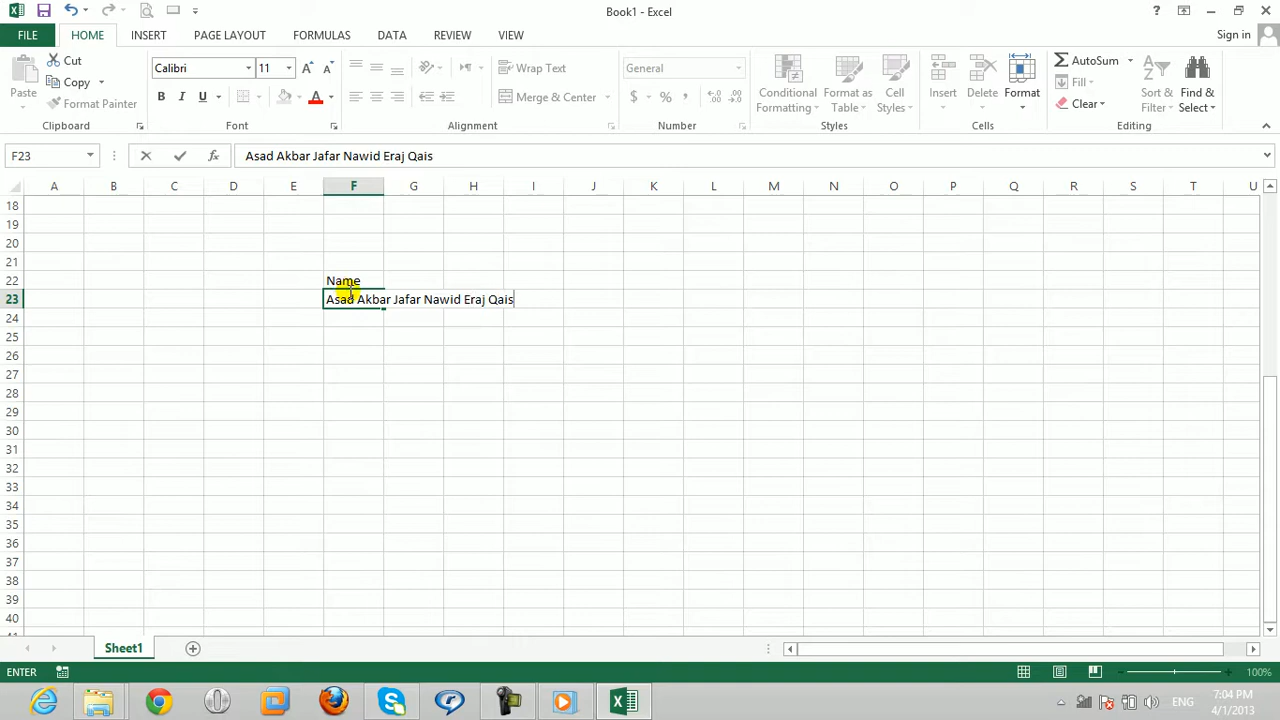 Book1 - Excel
?
FILE HOME INSERT PAGE LAYOUT FORMULAS DATA REVIEW VIEW Sign in
Paste Cut Copy Format Painter Clipboard
Calibri 11 A A B I U A Font
Wrap Text Merge & Center Alignment
General $ % , Number
Conditional Formatting Format as Table Cell Styles Styles
Insert Delete Format Cells
AutoSum Fill Clear Sort & Filter Find & Select Editing
F23 fx Asad Akbar Jafar Nawid Eraj Qais
A B C D E F G H I J K L M N O P Q R S T U
18
19
20
21
22 Name
23 Asad Akbar Jafar Nawid Eraj Qais
24
25
26
27
28
29
30
31
32
33
34
35
36
37
38
39
40
Sheet1
ENTER 100%
ENG 7:04 PM
4/1/2013